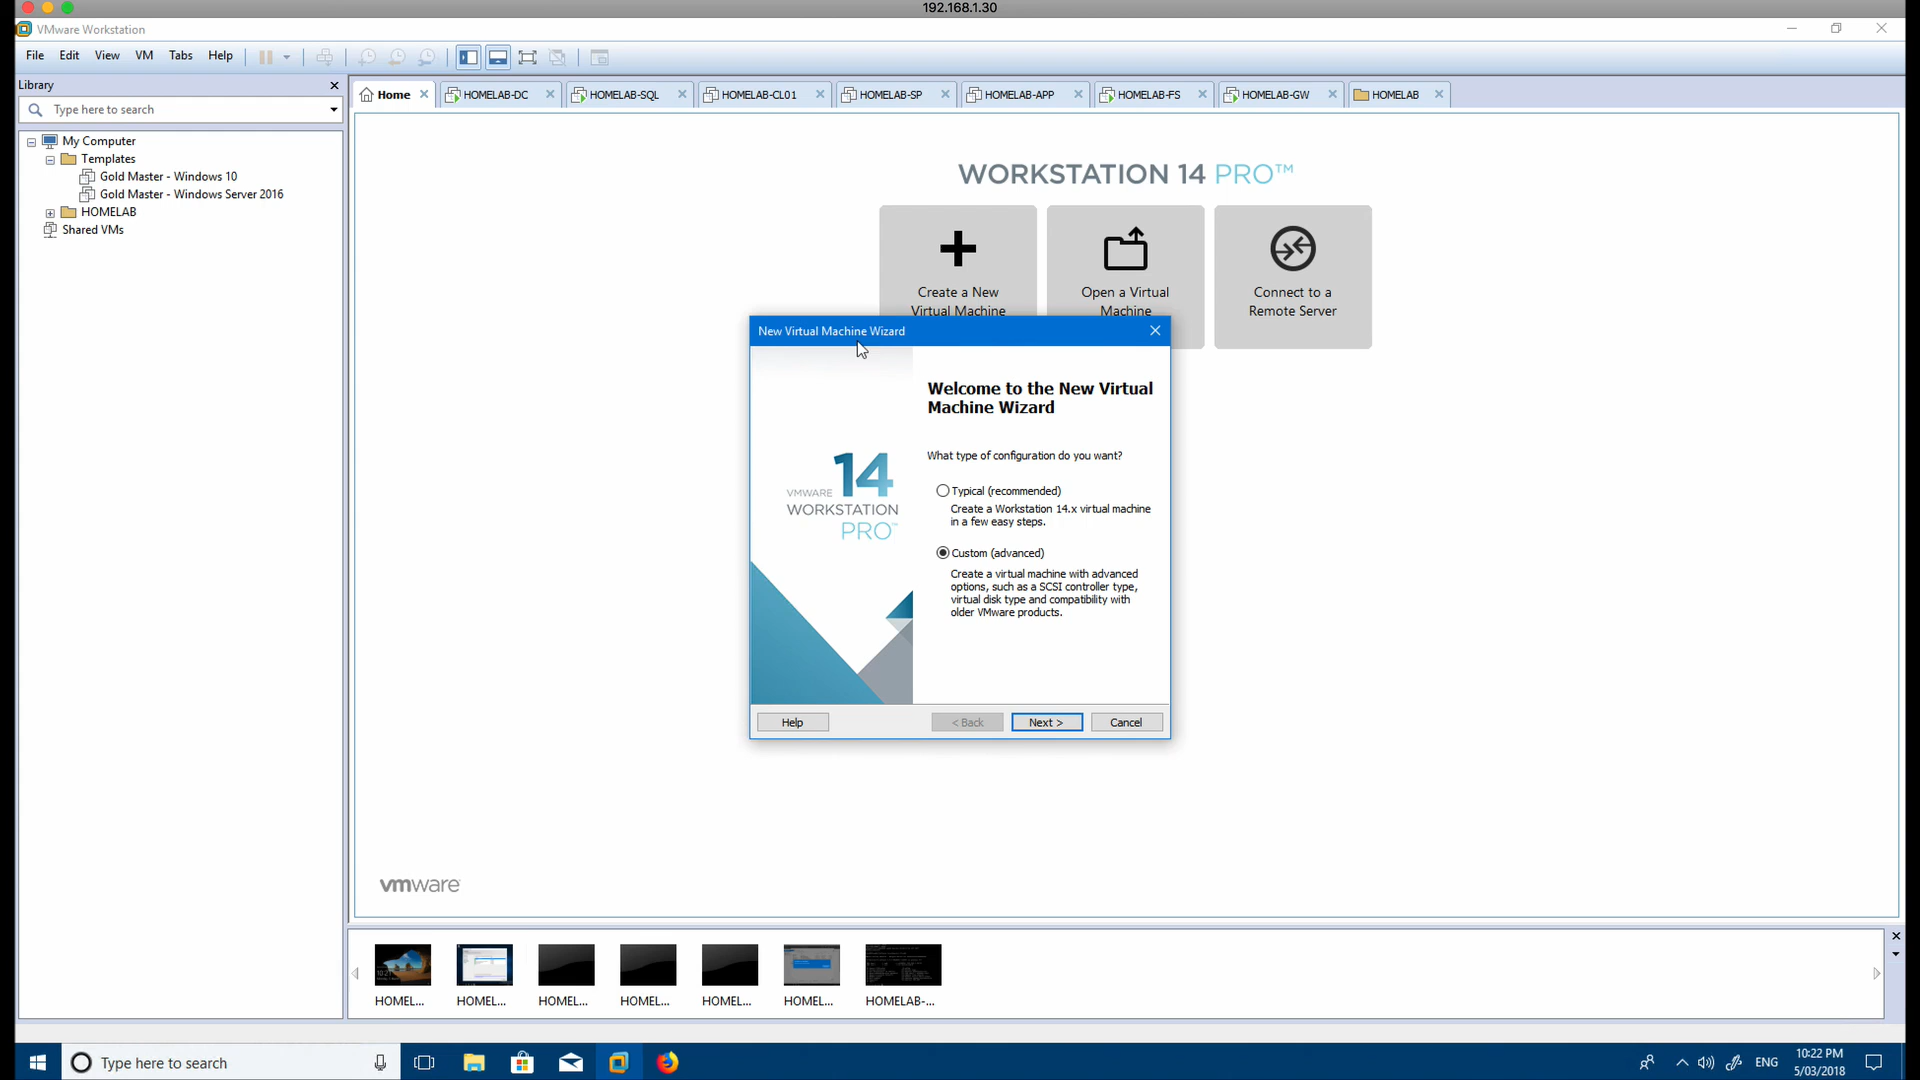 192.168.1.30
VMware Workstation
File Edit View VM Tabs Help
Library
Type here to search
My Computer
Templates
Gold Master - Windows 10
Gold Master - Windows Server 2016
HOMELAB
Shared VMs
Home HOMELAB-DC HOMELAB-SQL HOMELAB-CL01 HOMELAB-SP HOMELAB-APP HOMELAB-FS HOMELAB-GW HOMELAB
WORKSTATION 14 PRO™
Create a New
Virtual Machine
Open a Virtual
Machine
Connect to a
Remote Server
New Virtual Machine Wizard
14
VMWARE
WORKSTATION
PRO™
Welcome to the New Virtual
Machine Wizard
What type of configuration do you want?
Typical (recommended)
Create a Workstation 14.x virtual machine
in a few easy steps.
Custom (advanced)
Create a virtual machine with advanced
options, such as a SCSI controller type,
virtual disk type and compatibility with
older VMware products.
Help < Back Next > Cancel
vmware
HOMEL... HOMEL... HOMEL... HOMEL... HOMEL... HOMEL... HOMELAB-...
Type here to search
ENG
10:22 PM
5/03/2018